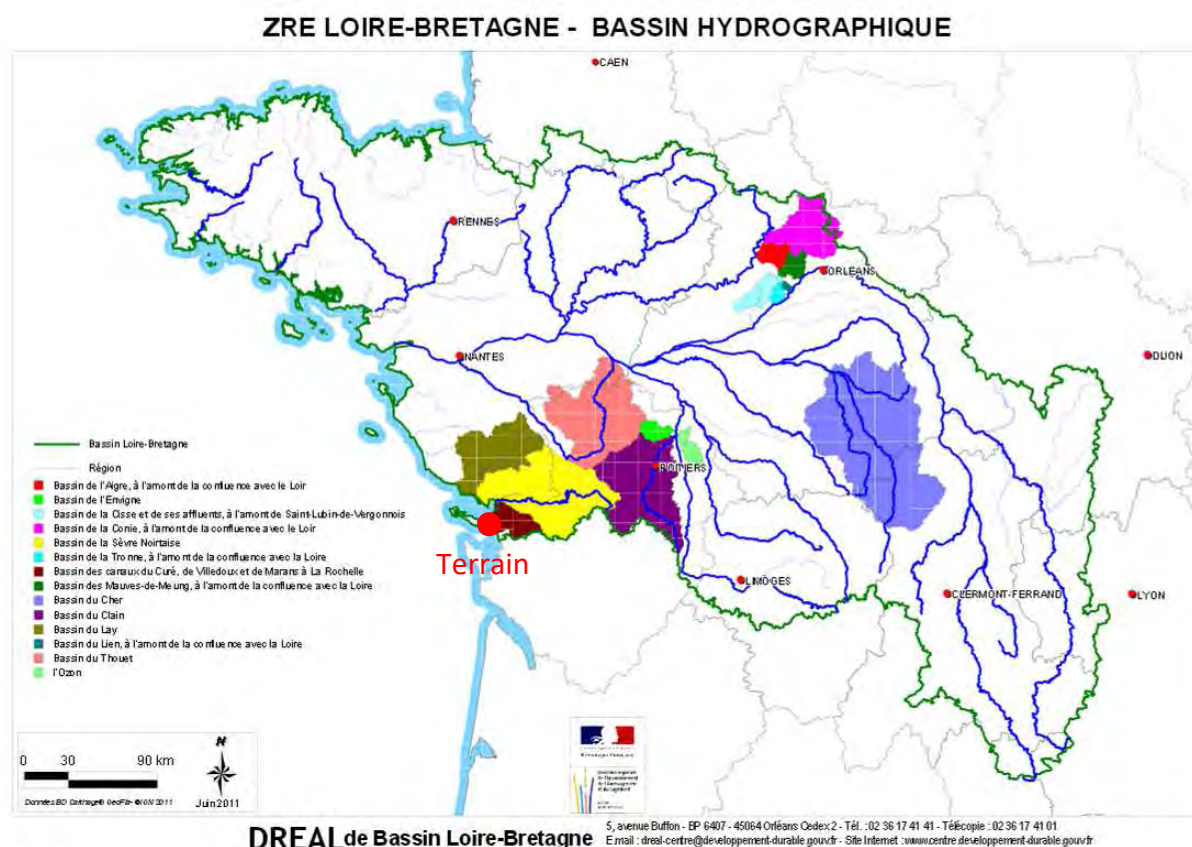 ZRE LOIRE-BRETAGNE - BASSIN HYDROGRAPHIQUE
CAEN
RENNES
ORLEANS
NANTES
DIJON
POITIERS
Terrain
LIMOGES
CLERMONT-FERRAND
LYON
Bassin Loire-Bretagne
Région
Bassin de l'Aigre, à l'amont de la confluence avec le Loir
Bassin de l'Envigne
Bassin de la Cisse et de ses affluents, à l'amont de Saint-Lubin-de-Vergonnois
Bassin de la Conie, à l'amont de la confluence avec le Loir
Bassin de la Sèvre Noirtaise
Bassin de la Tronne, à l'amont de la confluence avec la Loire
Bassin des canaux du Curé, de Villedoux et de Marans à La Rochelle
Bassin des Mauves-de-Meung, à l'amont de la confluence avec la Loire
Bassin du Cher
Bassin du Clain
Bassin du Lay
Bassin du Lien, à l'amont de la confluence avec la Loire
Bassin du Thouet
l'Ozon
0 30 90 km
N
Données BD Carthage® GeoFla® ©IGN 2011
Juin 2011
DREAL de Bassin Loire-Bretagne
5, avenue Buffon - BP 6407 - 45064 Orléans Cedex 2 - Tél. : 02 36 17 41 41 - Télécopie : 02 36 17 41 01
E.mail : dreal-centre@developpement-durable.gouv.fr - Site Internet : www.centre.developpement-durable.gouv.fr